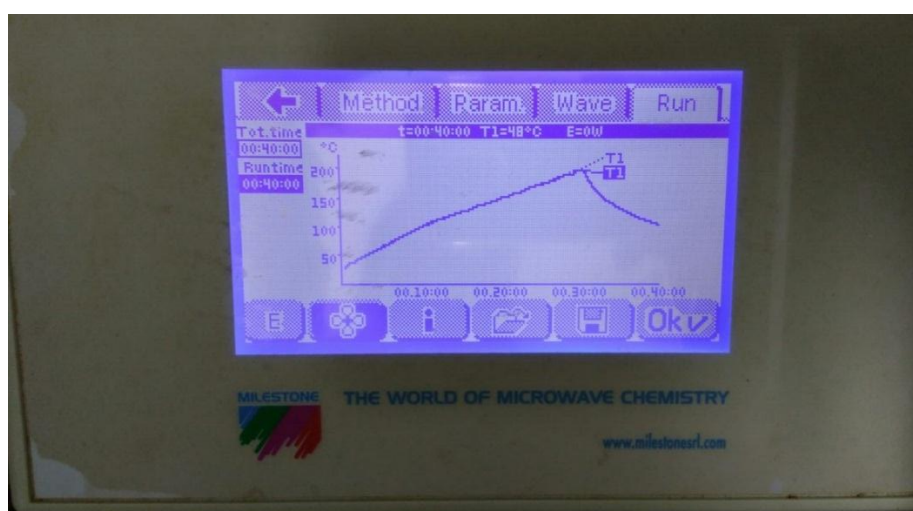 Method Param. Wave Run
Tot.time t=00:40:00 T1=48°C E=0W
00:40:00 °C
Runtime 200 T1
00:40:00 T1
150
100
50
00.10:00 00.20:00 00.30:00 00.40:00
E i Ok
MILESTONE THE WORLD OF MICROWAVE CHEMISTRY
www.milestonesrl.com